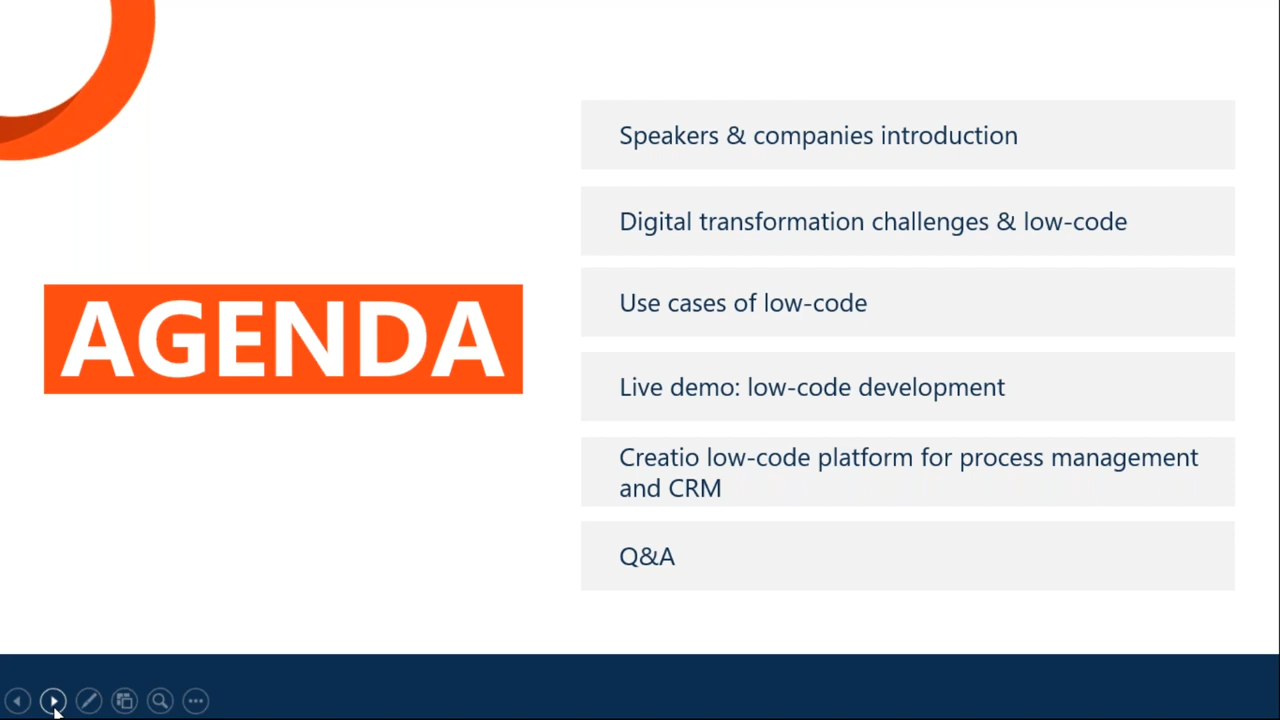 AGENDA
Speakers & companies introduction
Digital transformation challenges & low-code
Use cases of low-code
Live demo: low-code development
Creatio low-code platform for process management
and CRM
Q&A